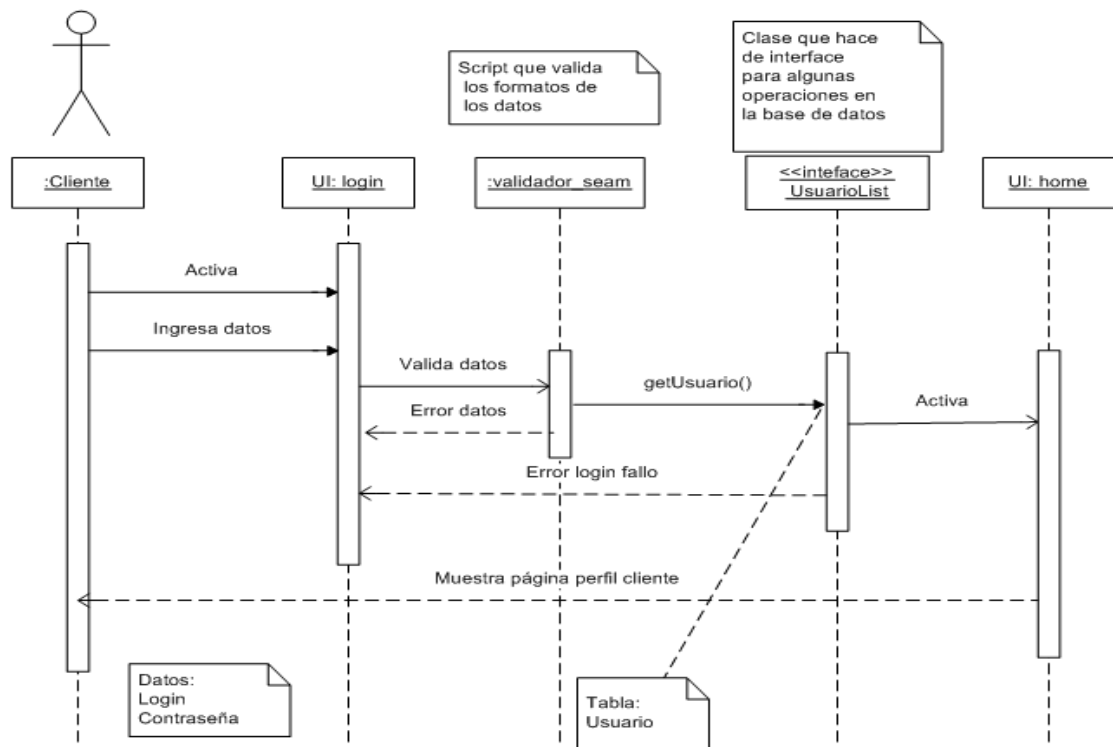 Script que valida
los formatos de
los datos
Clase que hace
de interface
para algunas
operaciones en
la base de datos
:Cliente
UI: login
:validador_seam
<<inteface>>
UsuarioList
UI: home
Activa
Ingresa datos
Valida datos
getUsuario()
Activa
Error datos
Error login fallo
Muestra página perfil cliente
Datos:
Login
Contraseña
Tabla:
Usuario